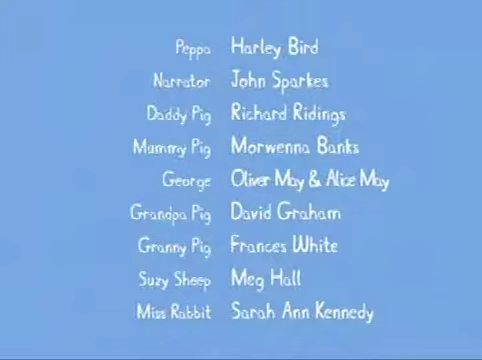 Peppa Harley Bird
Narrator John Sparkes
Daddy Pig Richard Ridings
Mummy Pig Morwenna Banks
George Oliver May & Alice May
Grandpa Pig David Graham
Granny Pig Frances White
Suzy Sheep Meg Hall
Miss Rabbit Sarah Ann Kennedy